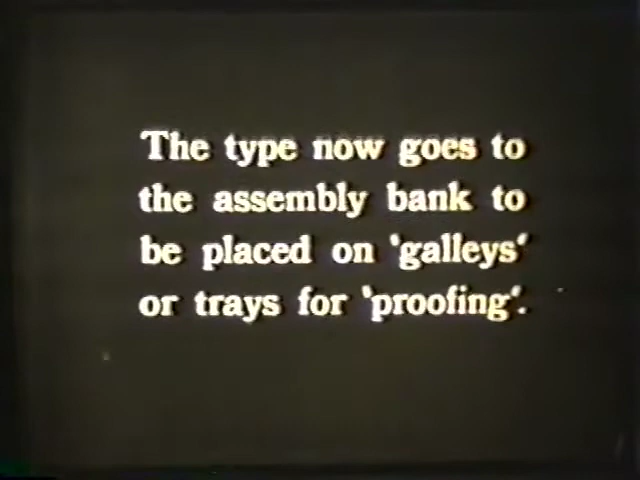 The type now goes to
the assembly bank to
be placed on 'galleys'
or trays for 'proofing'.